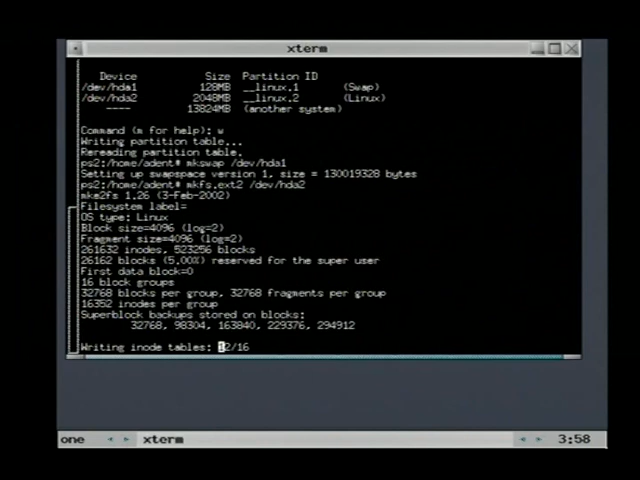 xterm
Device Size Partition ID
/dev/hda1 128MB __linux.1 (Swap)
/dev/hda2 2048MB __linux.2 (Linux)
---- 13824MB (another system)
Command (m for help): w
Writing partition table...
Rereading partition table.
ps2:/home/adent# mkswap /dev/hda1
Setting up swapspace version 1, size = 130019328 bytes
ps2:/home/adent# mkfs.ext2 /dev/hda2
mke2fs 1.26 (3-Feb-2002)
Filesystem label=
OS type: Linux
Block size=4096 (log=2)
Fragment size=4096 (log=2)
261632 inodes, 523256 blocks
26162 blocks (5.00%) reserved for the super user
First data block=0
16 block groups
32768 blocks per group, 32768 fragments per group
16352 inodes per group
Superblock backups stored on blocks:
32768, 98304, 163840, 229376, 294912
Writing inode tables: 12/16
one xterm 3:58